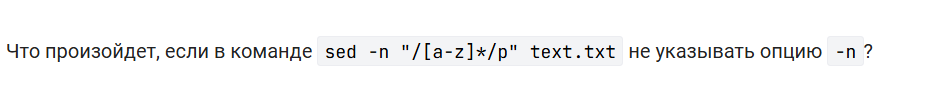 Что произойдет, если в команде sed -n "/[a-z]*/p" text.txt не указывать опцию -n?